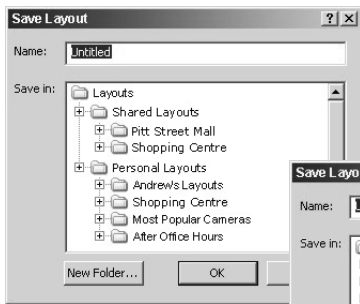 Save Layout
Name: Untitled
Save in: Layouts
Shared Layouts
Pitt Street Mall
Shopping Centre
Personal Layouts
Andrew's Layouts
Shopping Centre
Most Popular Cameras
After Office Hours
New Folder... OK
Save Layo
Name:
Save in: